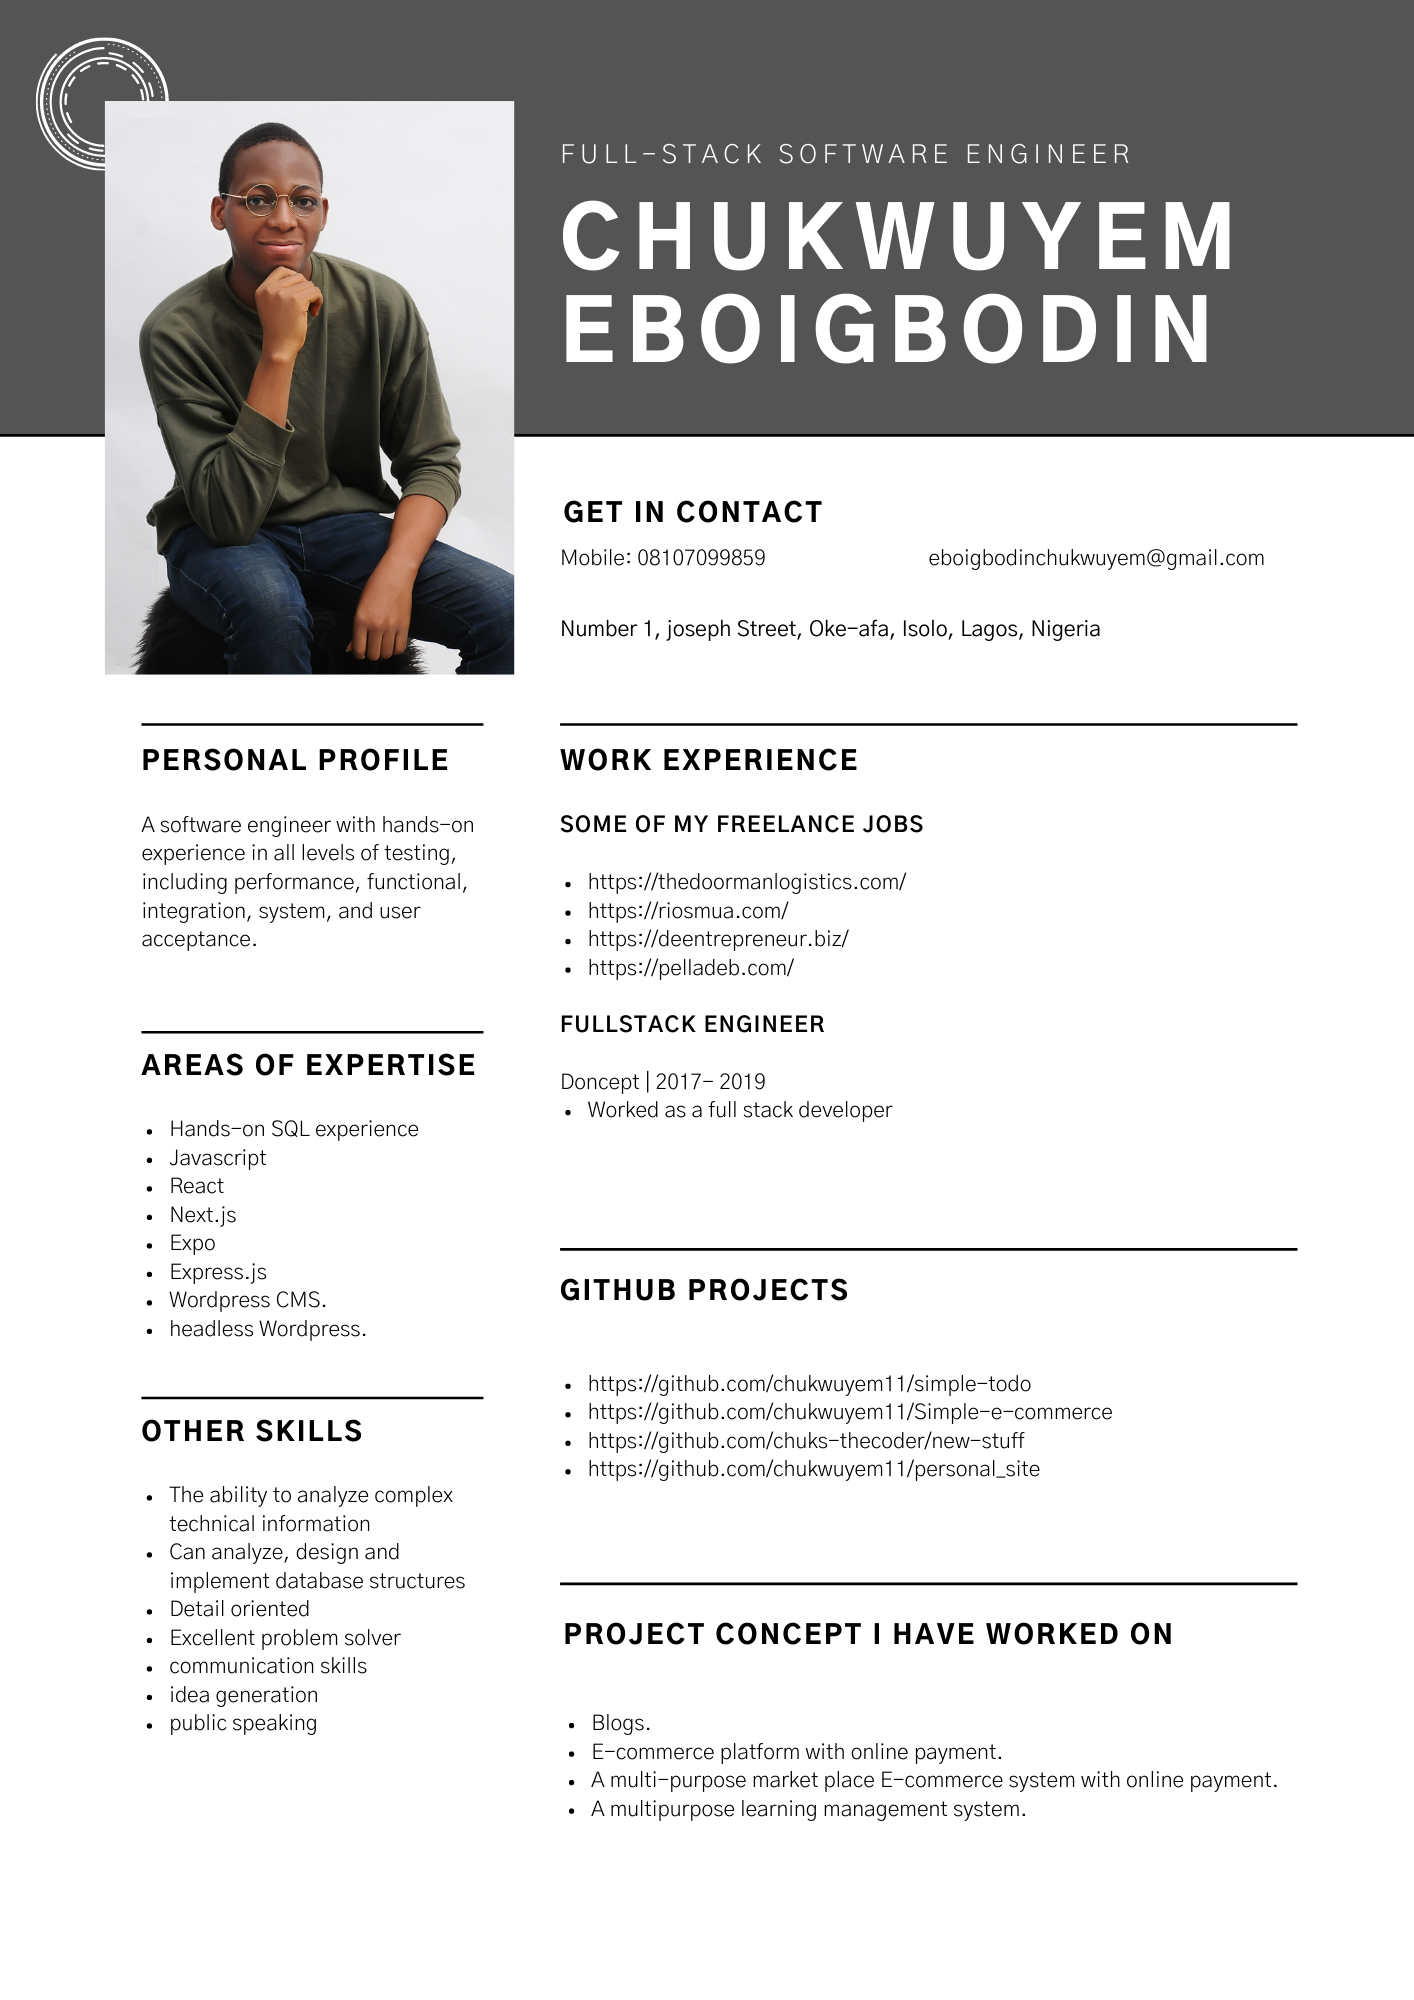 FULL-STACK SOFTWARE ENGINEER
CHUKWUYEM
EBOIGBODIN
GET IN CONTACT
Mobile: 08107099859
eboigbodinchukwuyem@gmail.com
Number 1, joseph Street, Oke-afa, Isolo, Lagos, Nigeria
PERSONAL PROFILE
A software engineer with hands-on
experience in all levels of testing,
including performance, functional,
integration, system, and user
acceptance.
AREAS OF EXPERTISE
• Hands-on SQL experience
• Javascript
• React
• Next.js
• Expo
• Express.js
• Wordpress CMS.
• headless Wordpress.
OTHER SKILLS
• The ability to analyze complex
technical information
• Can analyze, design and
implement database structures
• Detail oriented
• Excellent problem solver
• communication skills
• idea generation
• public speaking
WORK EXPERIENCE
SOME OF MY FREELANCE JOBS
• https://thedoormanlogistics.com/
• https://riosmua.com/
• https://deentrepreneur.biz/
• https://pelladeb.com/
FULLSTACK ENGINEER
Doncept | 2017- 2019
• Worked as a full stack developer
GITHUB PROJECTS
• https://github.com/chukwuyem11/simple-todo
• https://github.com/chukwuyem11/Simple-e-commerce
• https://github.com/chuks-thecoder/new-stuff
• https://github.com/chukwuyem11/personal_site
PROJECT CONCEPT I HAVE WORKED ON
• Blogs.
• E-commerce platform with online payment.
• A multi-purpose market place E-commerce system with online payment.
• A multipurpose learning management system.